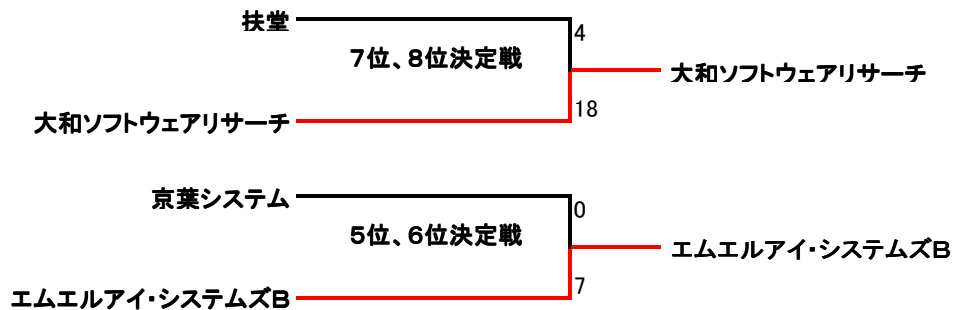 扶堂
4
7位、8位決定戦
大和ソフトウェアリサーチ
18
大和ソフトウェアリサーチ
京葉システム
0
5位、6位決定戦
エムエルアイ・システムズB
7
エムエルアイ・システムズB